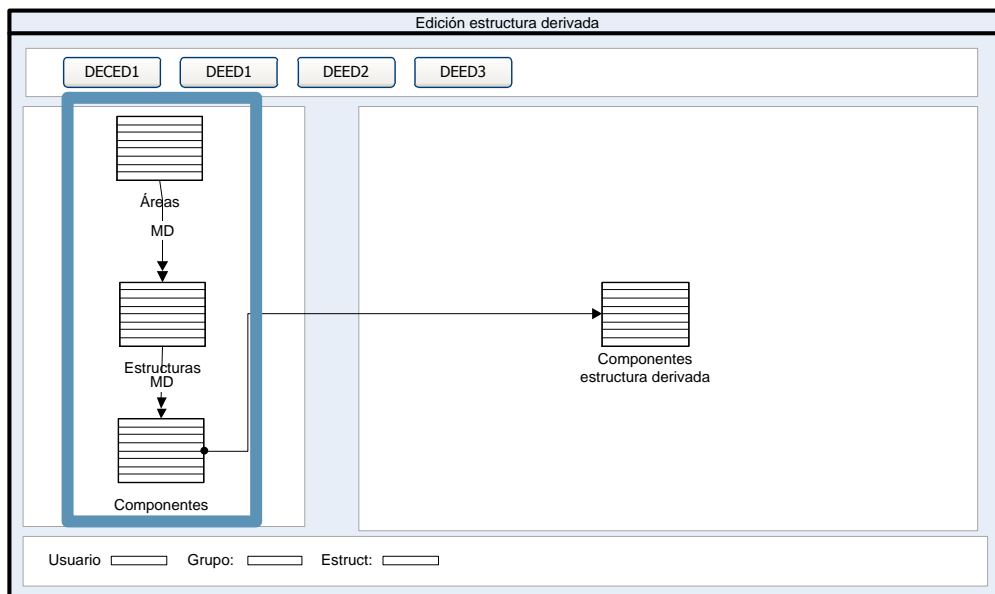 Edición estructura derivada
DECED1 DEED1 DEED2 DEED3
Áreas
MD
Estructuras
MD
Componentes
Componentes
estructura derivada
Usuario Grupo: Estruct: